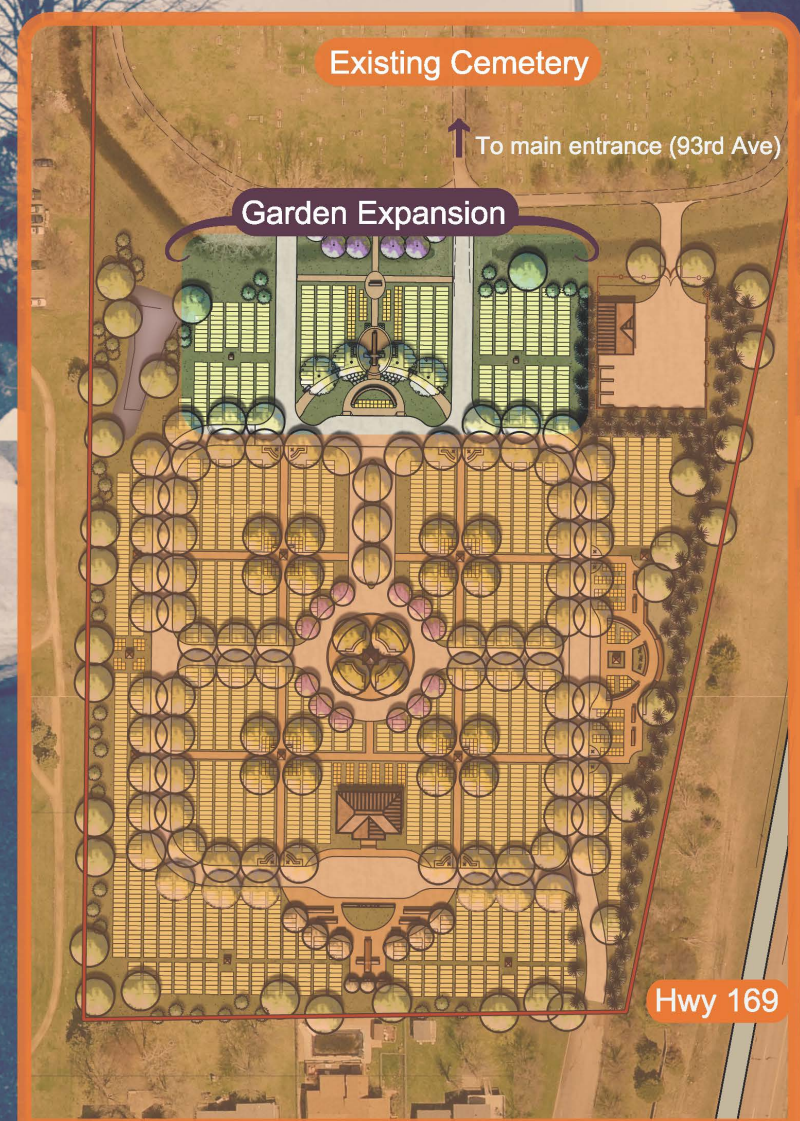 Existing Cemetery
To main entrance (93rd Ave)
Garden Expansion
Hwy 169